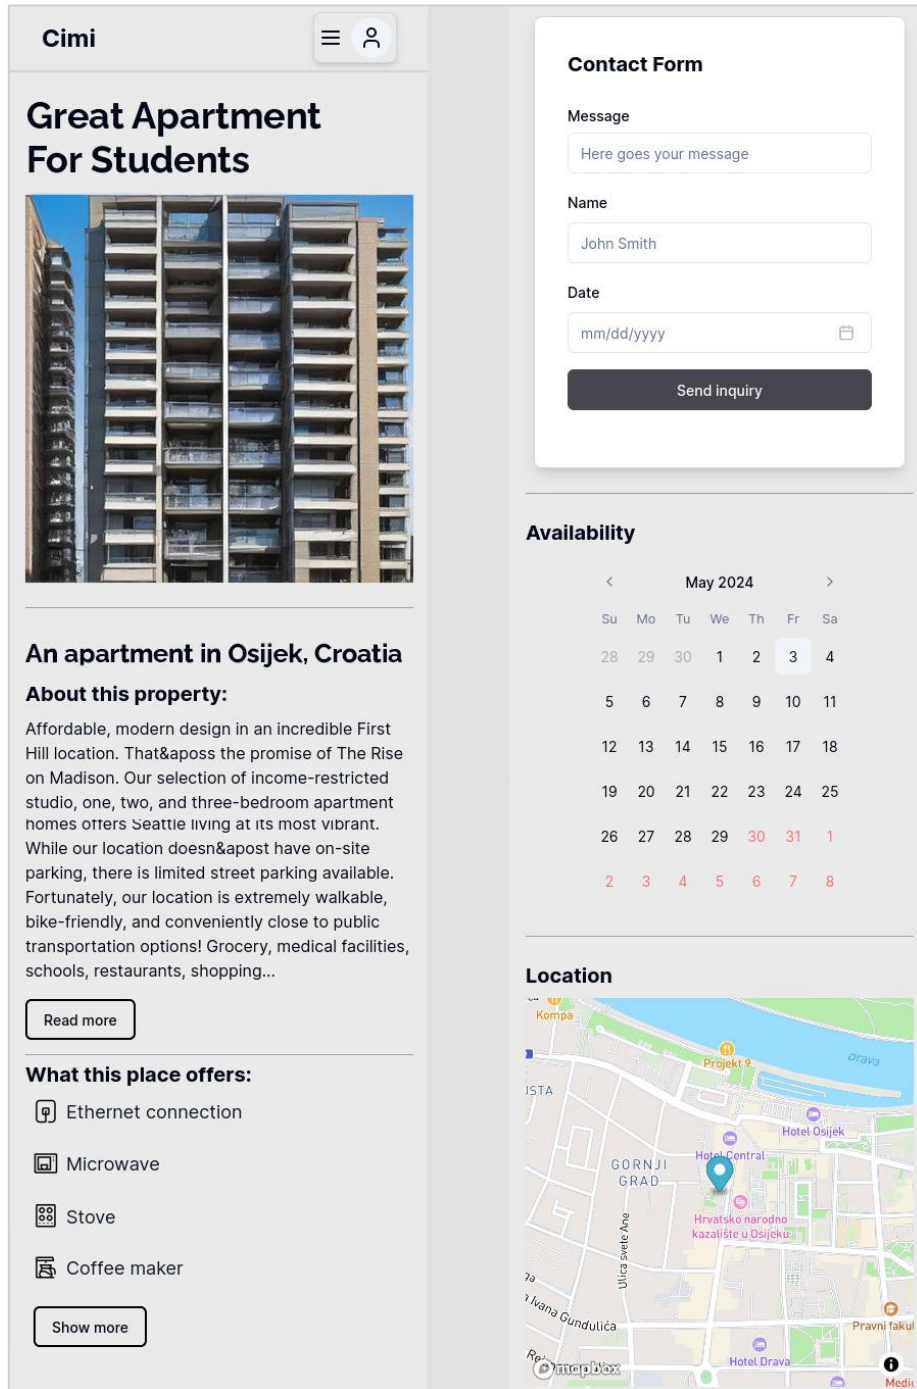 Cimi
Great Apartment
For Students
An apartment in Osijek, Croatia
About this property:
Affordable, modern design in an incredible First
Hill location. That&aposs the promise of The Rise
on Madison. Our selection of income-restricted
studio, one, two, and three-bedroom apartment
homes offers Seattle living at its most vibrant.
While our location doesn&apost have on-site
parking, there is limited street parking available.
Fortunately, our location is extremely walkable,
bike-friendly, and conveniently close to public
transportation options! Grocery, medical facilities,
schools, restaurants, shopping...
Read more
What this place offers:
Ethernet connection
Microwave
Stove
Coffee maker
Show more
Contact Form
Message
Here goes your message
Name
John Smith
Date
mm/dd/yyyy
Send inquiry
Availability
May 2024
Su Mo Tu We Th Fr Sa
28 29 30 1 2 3 4
5 6 7 8 9 10 11
12 13 14 15 16 17 18
19 20 21 22 23 24 25
26 27 28 29 30 31 1
2 3 4 5 6 7 8
Location
Kompa
Projekt 9
USTA
Hotel Osijek
Hotel Central
GORNJI
GRAD
Hrvatsko narodno
kazalište u Osijeku
Ulica svete Ane
Ivana Gundulića
Pravni fakul
Hotel Drava
mapbox
Medic